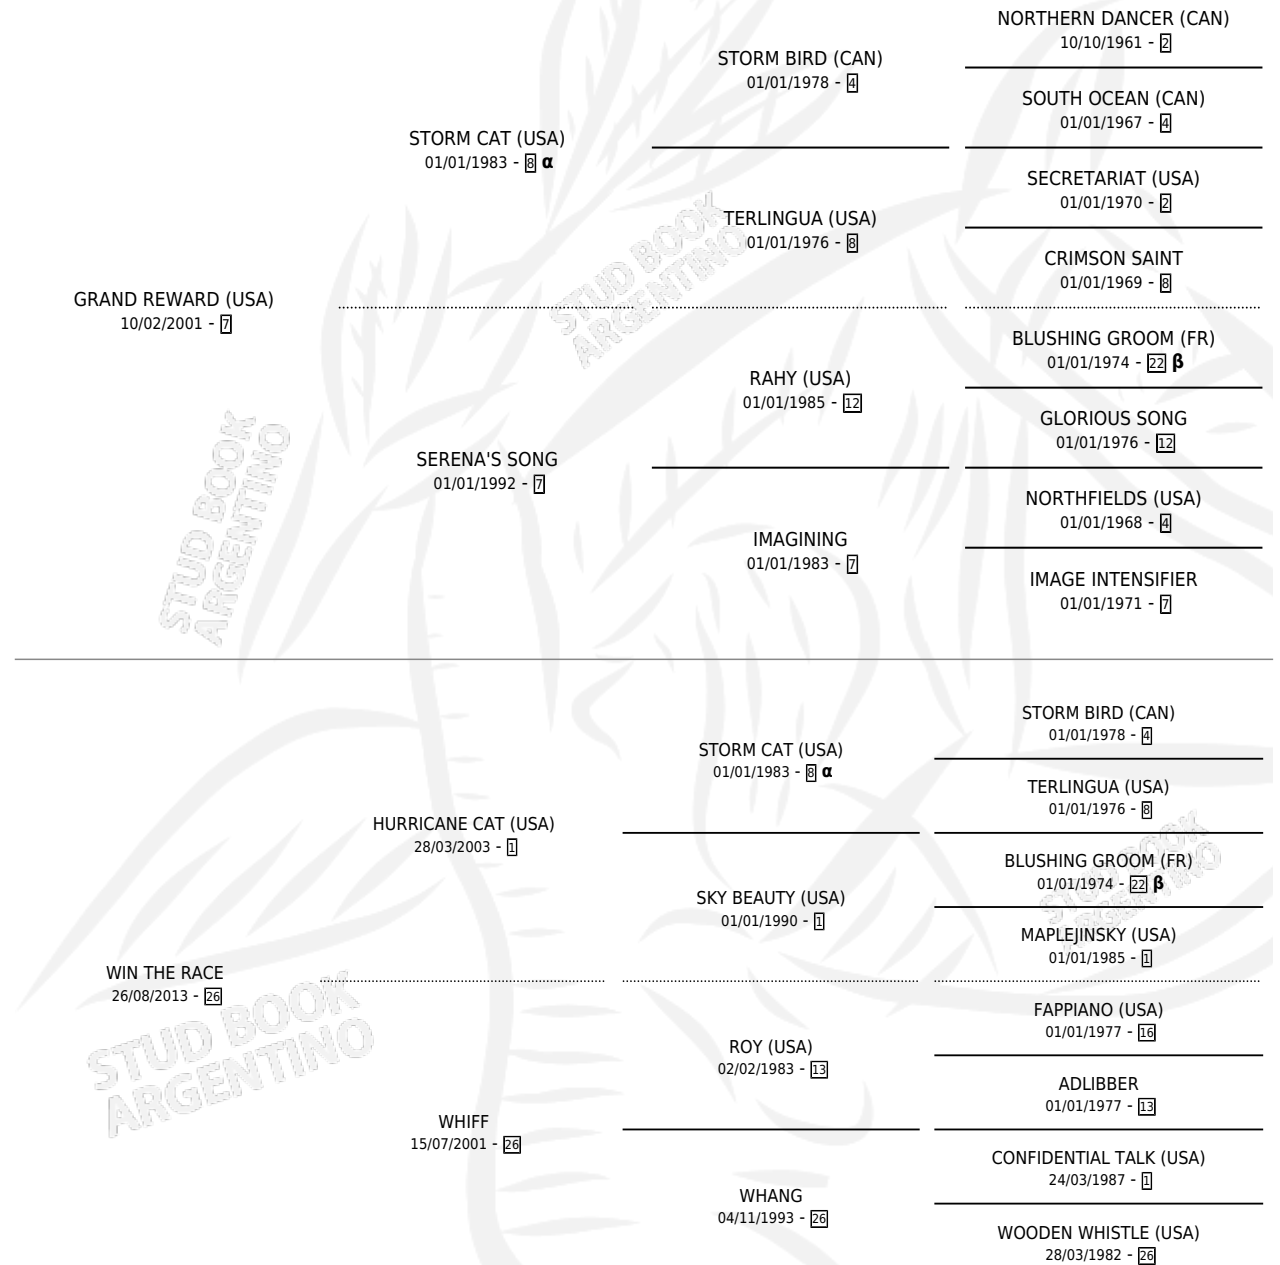 GRAND REWARD (USA)
10/02/2001 - 7
STORM CAT (USA)
01/01/1983 - 8 α
SERENA'S SONG
01/01/1992 - 7
STORM BIRD (CAN)
01/01/1978 - 4
TERLINGUA (USA)
01/01/1976 - 8
RAHY (USA)
01/01/1985 - 12
IMAGINING
01/01/1983 - 7
NORTHERN DANCER (CAN)
10/10/1961 - 2
SOUTH OCEAN (CAN)
01/01/1967 - 4
SECRETARIAT (USA)
01/01/1970 - 2
CRIMSON SAINT
01/01/1969 - 8
BLUSHING GROOM (FR)
01/01/1974 - 22 β
GLORIOUS SONG
01/01/1976 - 12
NORTHFIELDS (USA)
01/01/1968 - 4
IMAGE INTENSIFIER
01/01/1971 - 7
WIN THE RACE
26/08/2013 - 26
HURRICANE CAT (USA)
28/03/2003 - 1
WHIFF
15/07/2001 - 26
STORM CAT (USA)
01/01/1983 - 8 α
SKY BEAUTY (USA)
01/01/1990 - 1
ROY (USA)
02/02/1983 - 13
WHANG
04/11/1993 - 26
STORM BIRD (CAN)
01/01/1978 - 4
TERLINGUA (USA)
01/01/1976 - 8
BLUSHING GROOM (FR)
01/01/1974 - 22 β
MAPLEJINSKY (USA)
01/01/1985 - 1
FAPPIANO (USA)
01/01/1977 - 16
ADLIBBER
01/01/1977 - 13
CONFIDENTIAL TALK (USA)
24/03/1987 - 1
WOODEN WHISTLE (USA)
28/03/1982 - 26
STUD BOOK
ARGENTINO
STUD BOOK
ARGENTINO
STUD BOOK
ARGENTINO
STUD BOOK
ARGENTINO